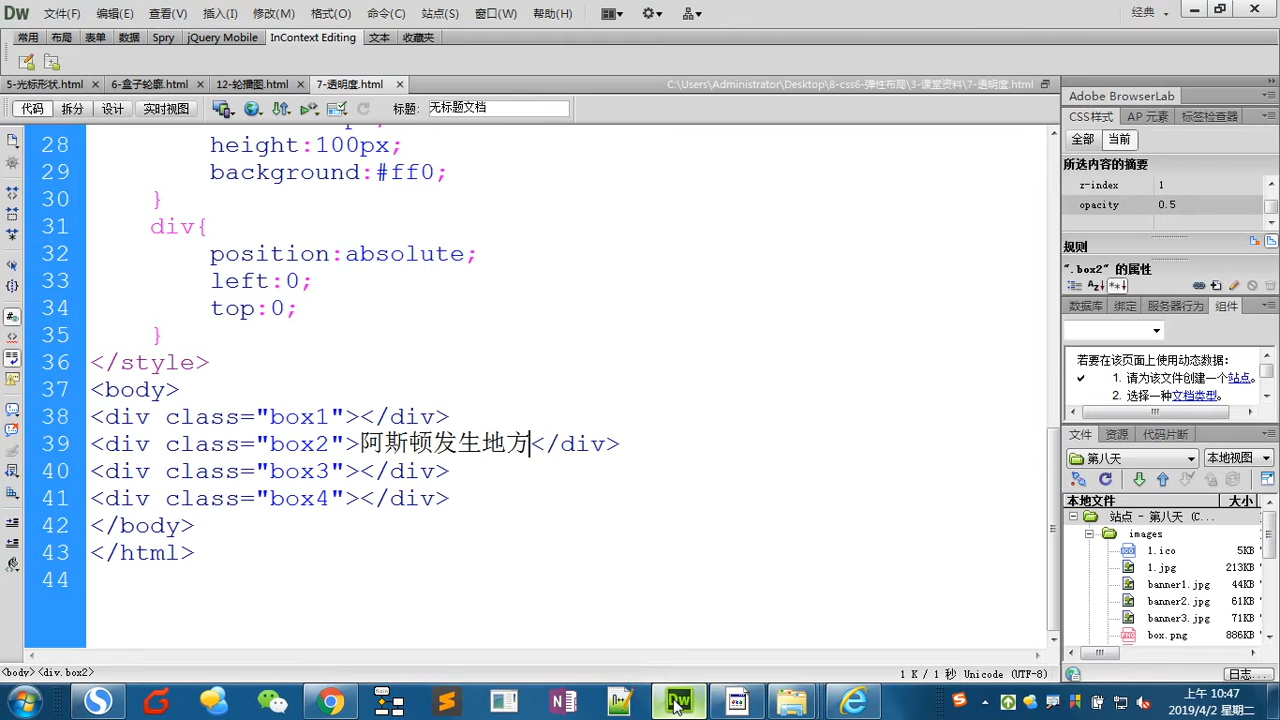 Dw 文件(F) 编辑(E) 查看(V) 插入(I) 修改(M) 格式(O) 命令(C) 站点(S) 窗口(W) 帮助(H) 经典
常用 布局 表单 数据 Spry jQuery Mobile InContext Editing 文本 收藏夹
5-光标形状.html 6-盒子轮廓.html 12-轮播图.html 7-透明度.html C:\Users\Administrator\Desktop\8-css6-弹性布局\3-课堂资料\7-透明度.html
代码 拆分 设计 实时视图 标题: 无标题文档
28 height:100px;
29 background:#ff0;
30 }
31 div{
32 position:absolute;
33 left:0;
34 top:0;
35 }
36 </style>
37 <body>
38 <div class="box1"></div>
39 <div class="box2">阿斯顿发生地方</div>
40 <div class="box3"></div>
41 <div class="box4"></div>
42 </body>
43 </html>
44
<body> <div.box2>
1 K / 1 秒 Unicode (UTF-8)
Adobe BrowserLab
CSS样式 AP 元素 标签检查器
全部 当前
所选内容的摘要
z-index 1
opacity 0.5
规则
".box2" 的属性
数据库 绑定 服务器行为 组件
若要在该页面上使用动态数据:
1. 请为该文件创建一个站点。
2. 选择一种文档类型。
文件 资源 代码片断
第八天 本地视图
本地文件 大小
站点 - 第八天 (C...
images
1.ico 5KB
1.jpg 213KB
banner1.jpg 44KB
banner2.jpg 61KB
banner3.jpg 71KB
box.png 886KB
日志...
上午 10:47
2019/4/2 星期二